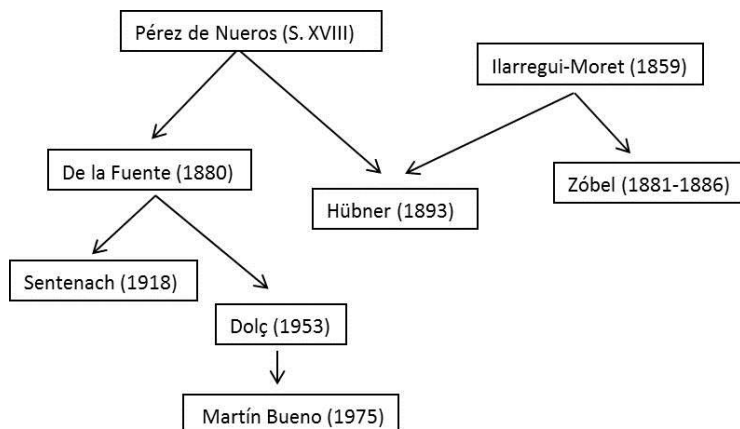 Pérez de Nueros (S. XVIII)
Ilarregui-Moret (1859)
De la Fuente (1880)
Zóbel (1881-1886)
Hübner (1893)
Sentenach (1918)
Dolç (1953)
Martín Bueno (1975)